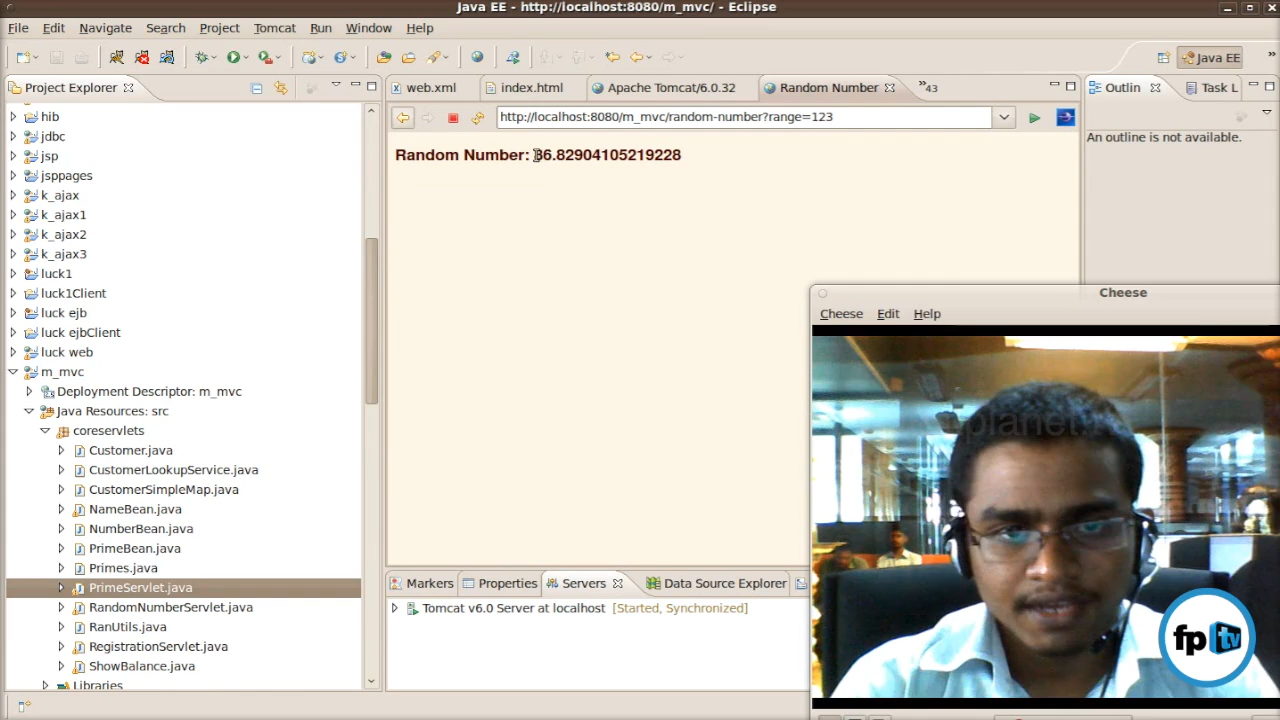 Java EE - http://localhost:8080/m_mvc/ - Eclipse
File Edit Navigate Search Project Tomcat Run Window Help
Java EE
Project Explorer
web.xml
index.html
Apache Tomcat/6.0.32
Random Number
43
Outlin
Task L
http://localhost:8080/m_mvc/random-number?range=123
An outline is not available.
Random Number: 36.82904105219228
hib
jdbc
jsp
jsppages
k_ajax
k_ajax1
k_ajax2
k_ajax3
luck1
luck1Client
luck ejb
luck ejbClient
luck web
m_mvc
Deployment Descriptor: m_mvc
Java Resources: src
coreservlets
Customer.java
CustomerLookupService.java
CustomerSimpleMap.java
NameBean.java
NumberBean.java
PrimeBean.java
Primes.java
PrimeServlet.java
RandomNumberServlet.java
RanUtils.java
RegistrationServlet.java
ShowBalance.java
Libraries
Markers
Properties
Servers
Data Source Explorer
Tomcat v6.0 Server at localhost [Started, Synchronized]
Cheese
Cheese Edit Help
fp tv